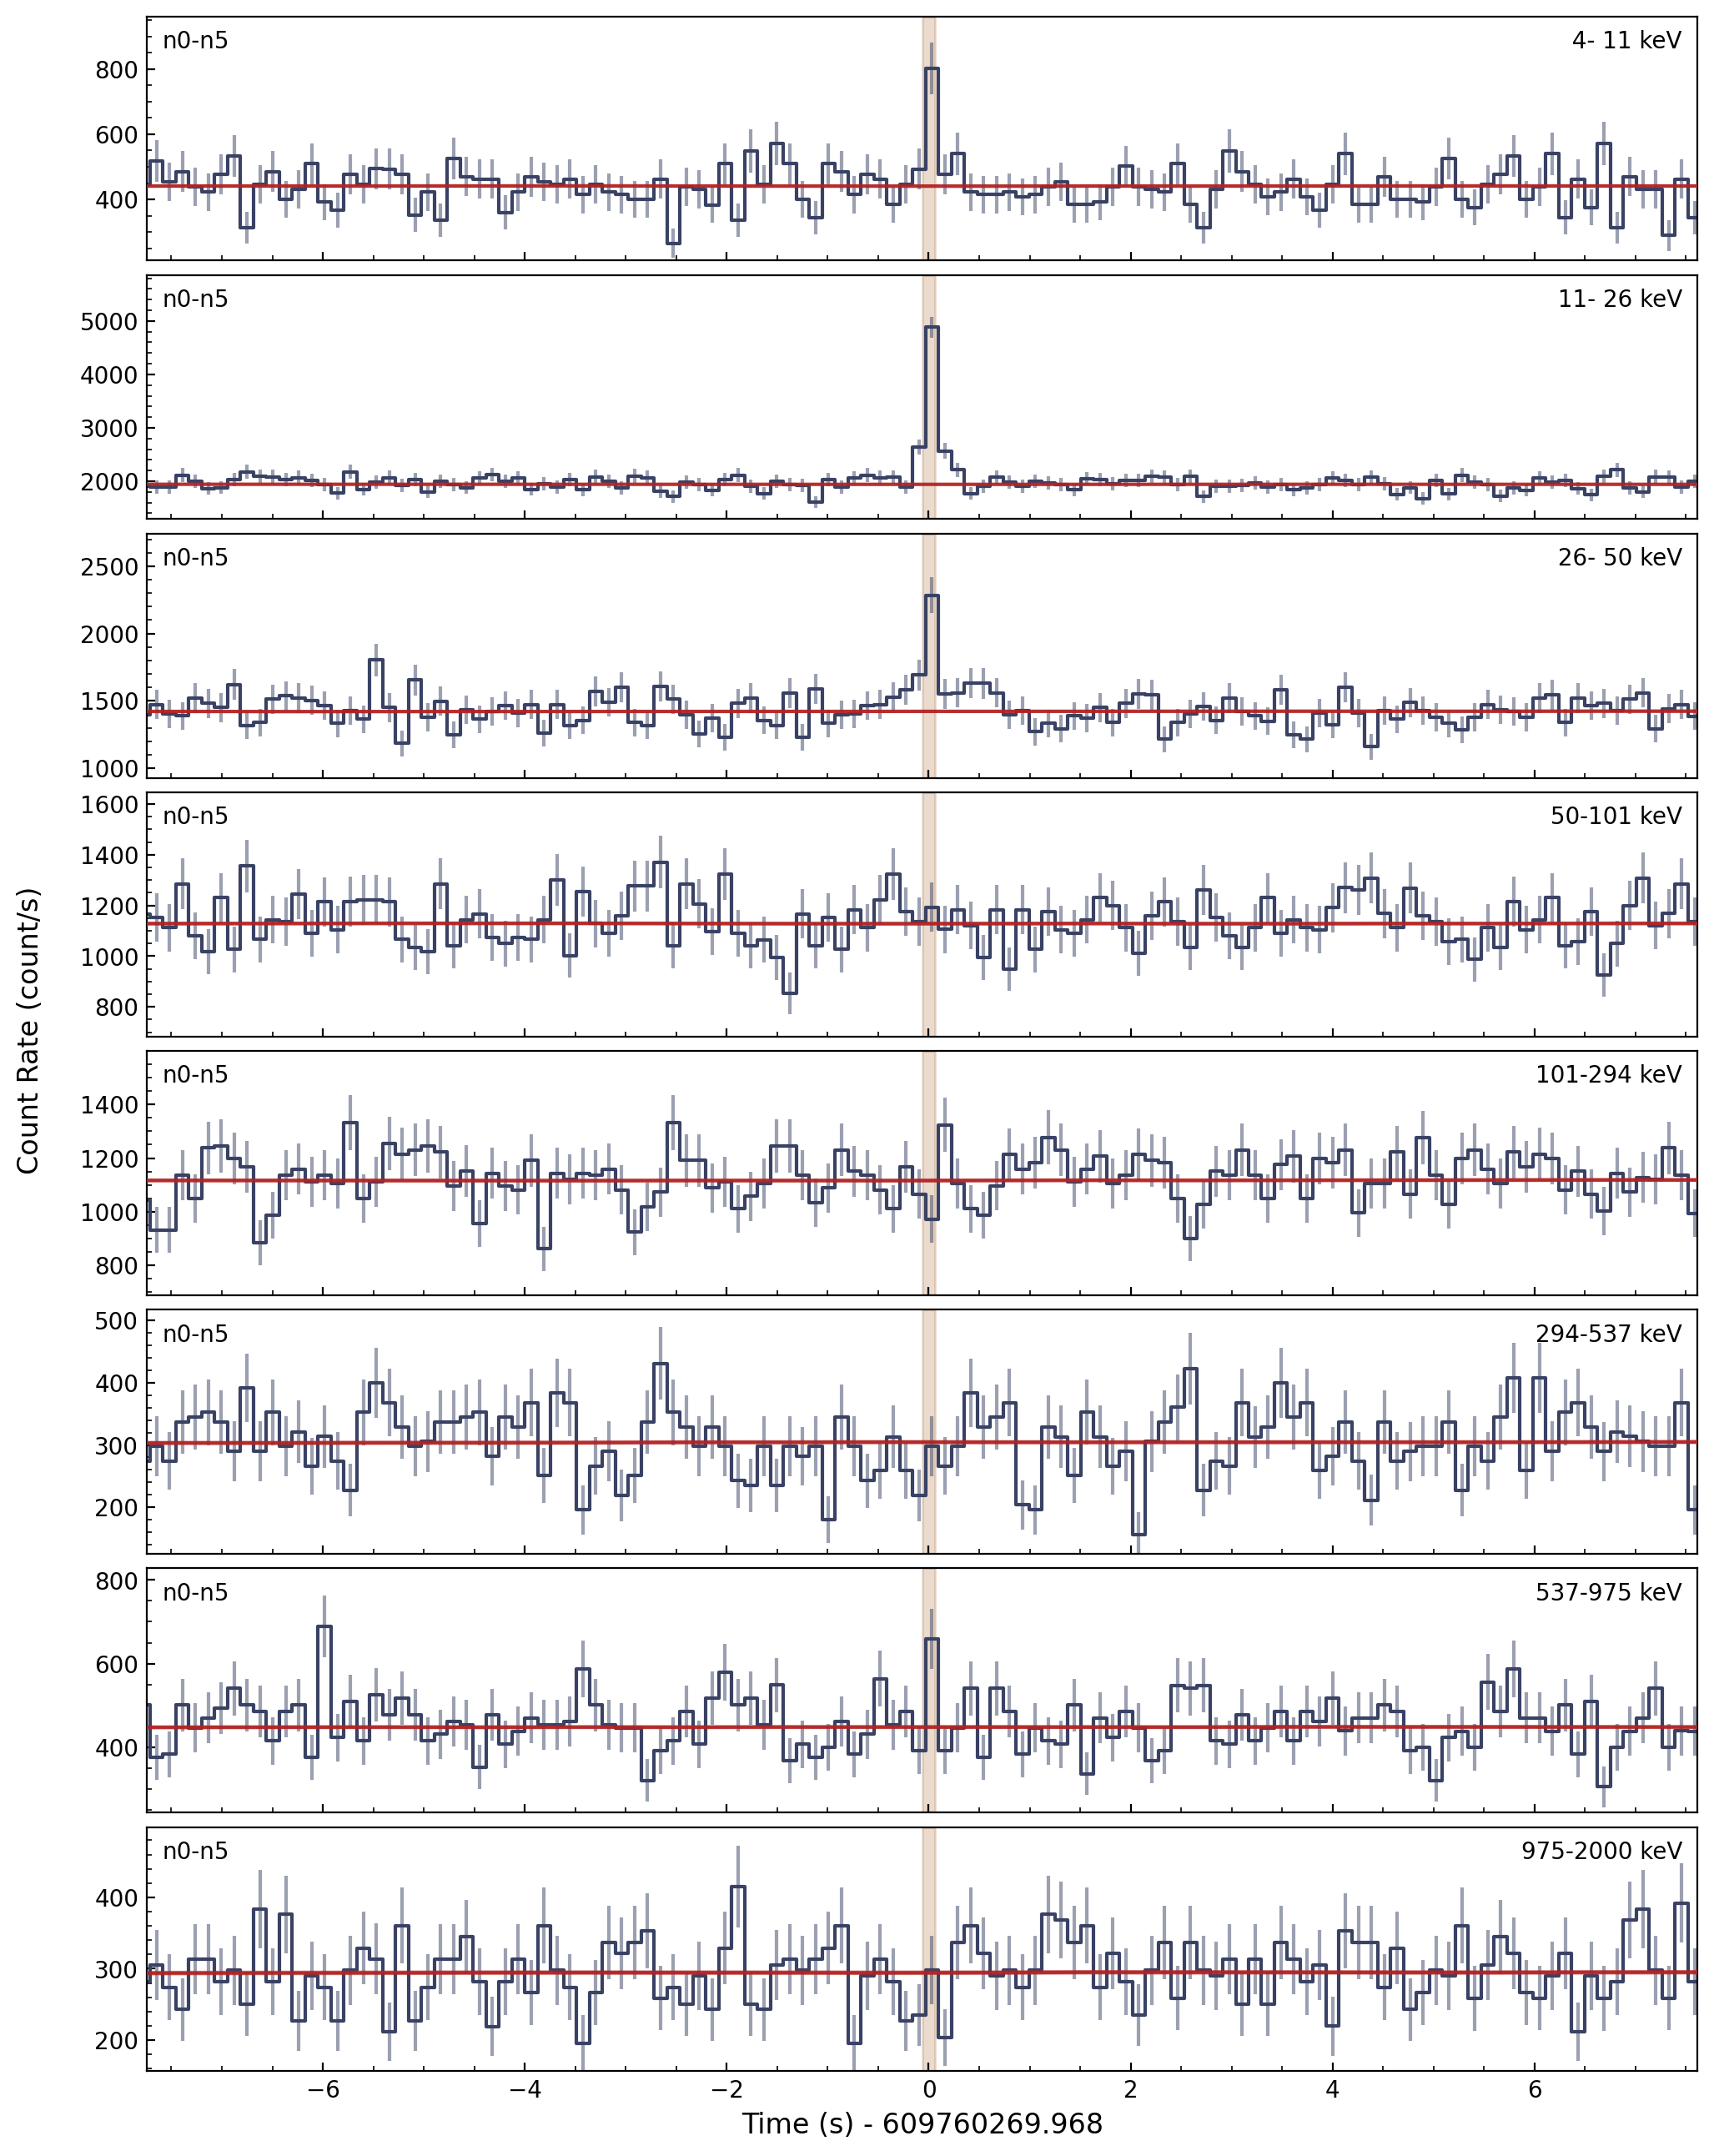 n0-n5 4- 11 keV
800
600
400
n0-n5 11- 26 keV
5000
4000
3000
2000
n0-n5 26- 50 keV
2500
2000
1500
1000
n0-n5 50-101 keV
1600
1400
1200
1000
800
Count Rate (count/s)
n0-n5 101-294 keV
1400
1200
1000
800
n0-n5 294-537 keV
500
400
300
200
n0-n5 537-975 keV
800
600
400
n0-n5 975-2000 keV
400
300
200
−6 −4 −2 0 2 4 6
Time (s) - 609760269.968